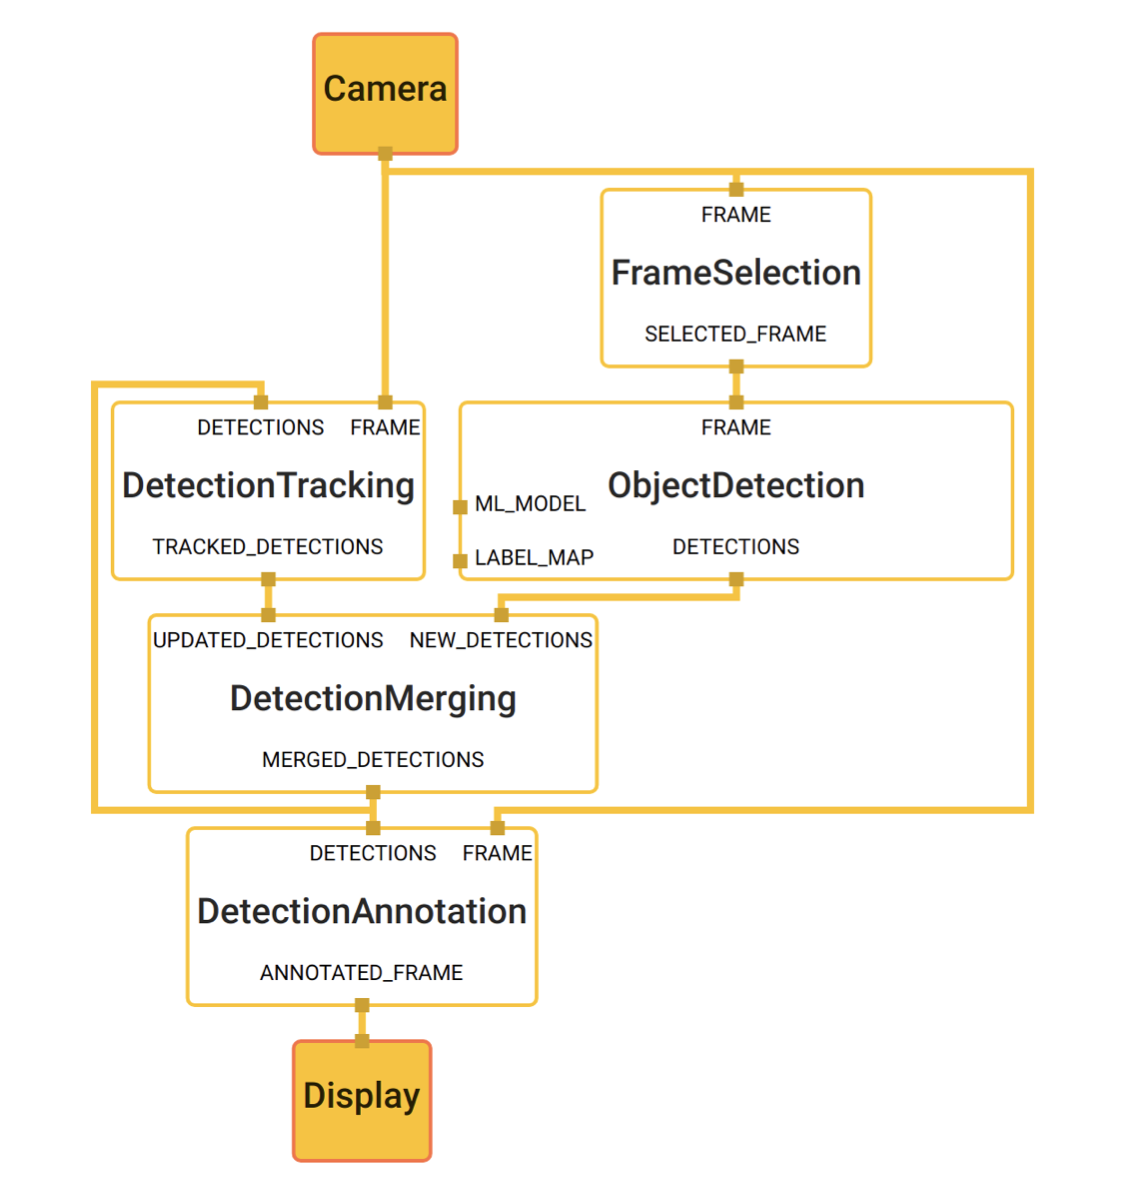 Camera
FRAME
FrameSelection
SELECTED_FRAME
DETECTIONS FRAME
DetectionTracking
TRACKED_DETECTIONS
FRAME
ObjectDetection
ML_MODEL
LABEL_MAP
DETECTIONS
UPDATED_DETECTIONS NEW_DETECTIONS
DetectionMerging
MERGED_DETECTIONS
DETECTIONS FRAME
DetectionAnnotation
ANNOTATED_FRAME
Display